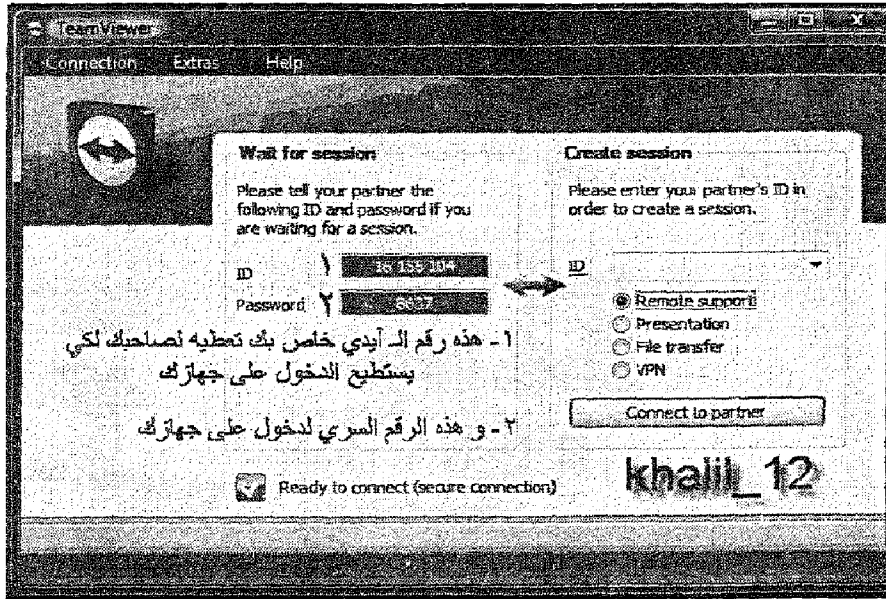 TeamViewer
Connection Extras Help
Wait for session
Please tell your partner the
following ID and password if you
are waiting for a session.
ID ١
Password ٢
Create session
Please enter your partner's ID in
order to create a session.
ID
Remote support
Presentation
File transfer
VPN
Connect to partner
١ - هذه رقم الـ آيدي خاص بك تعطيه لصاحبك لكي
يستطيع الدخول على جهازك
٢ - و هذه الرقم السري لدخول على جهازك
Ready to connect (secure connection)
khalil_12